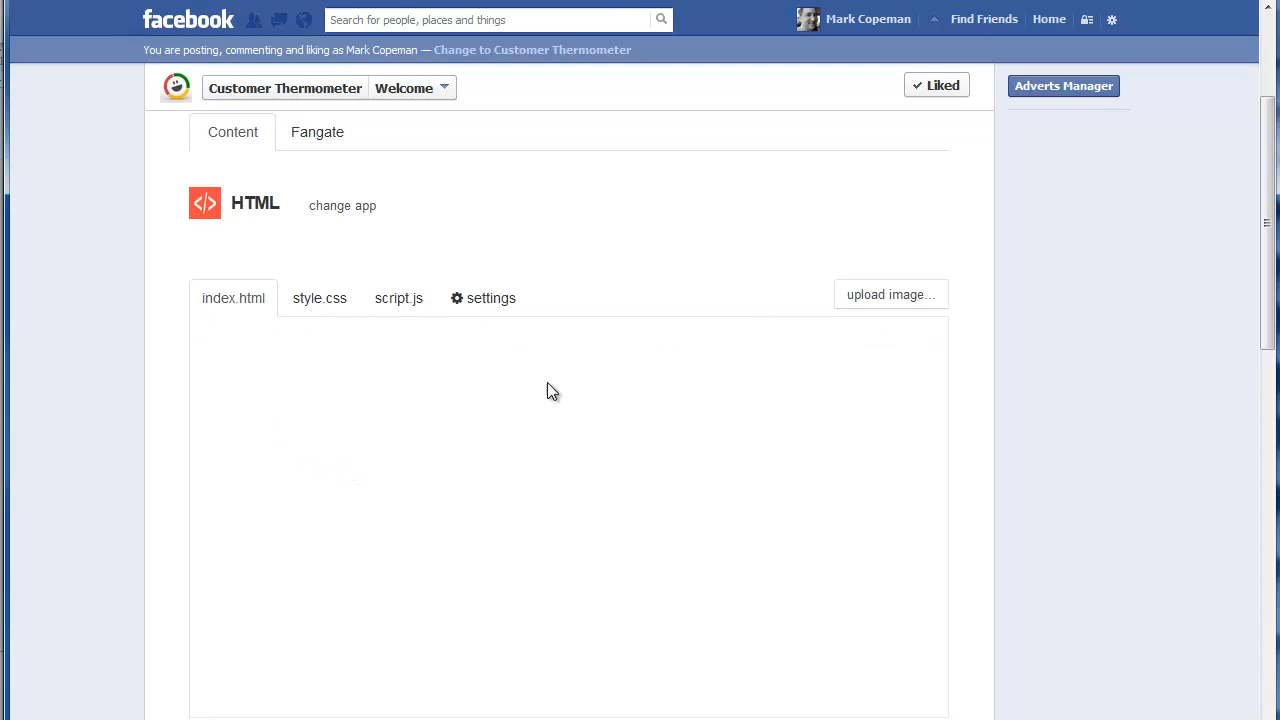 facebook Search for people, places and things Mark Copeman Find Friends Home
You are posting, commenting and liking as Mark Copeman — Change to Customer Thermometer
Customer Thermometer Welcome Liked Adverts Manager
Content Fangate
</> HTML change app
index.html style.css script.js settings upload image...